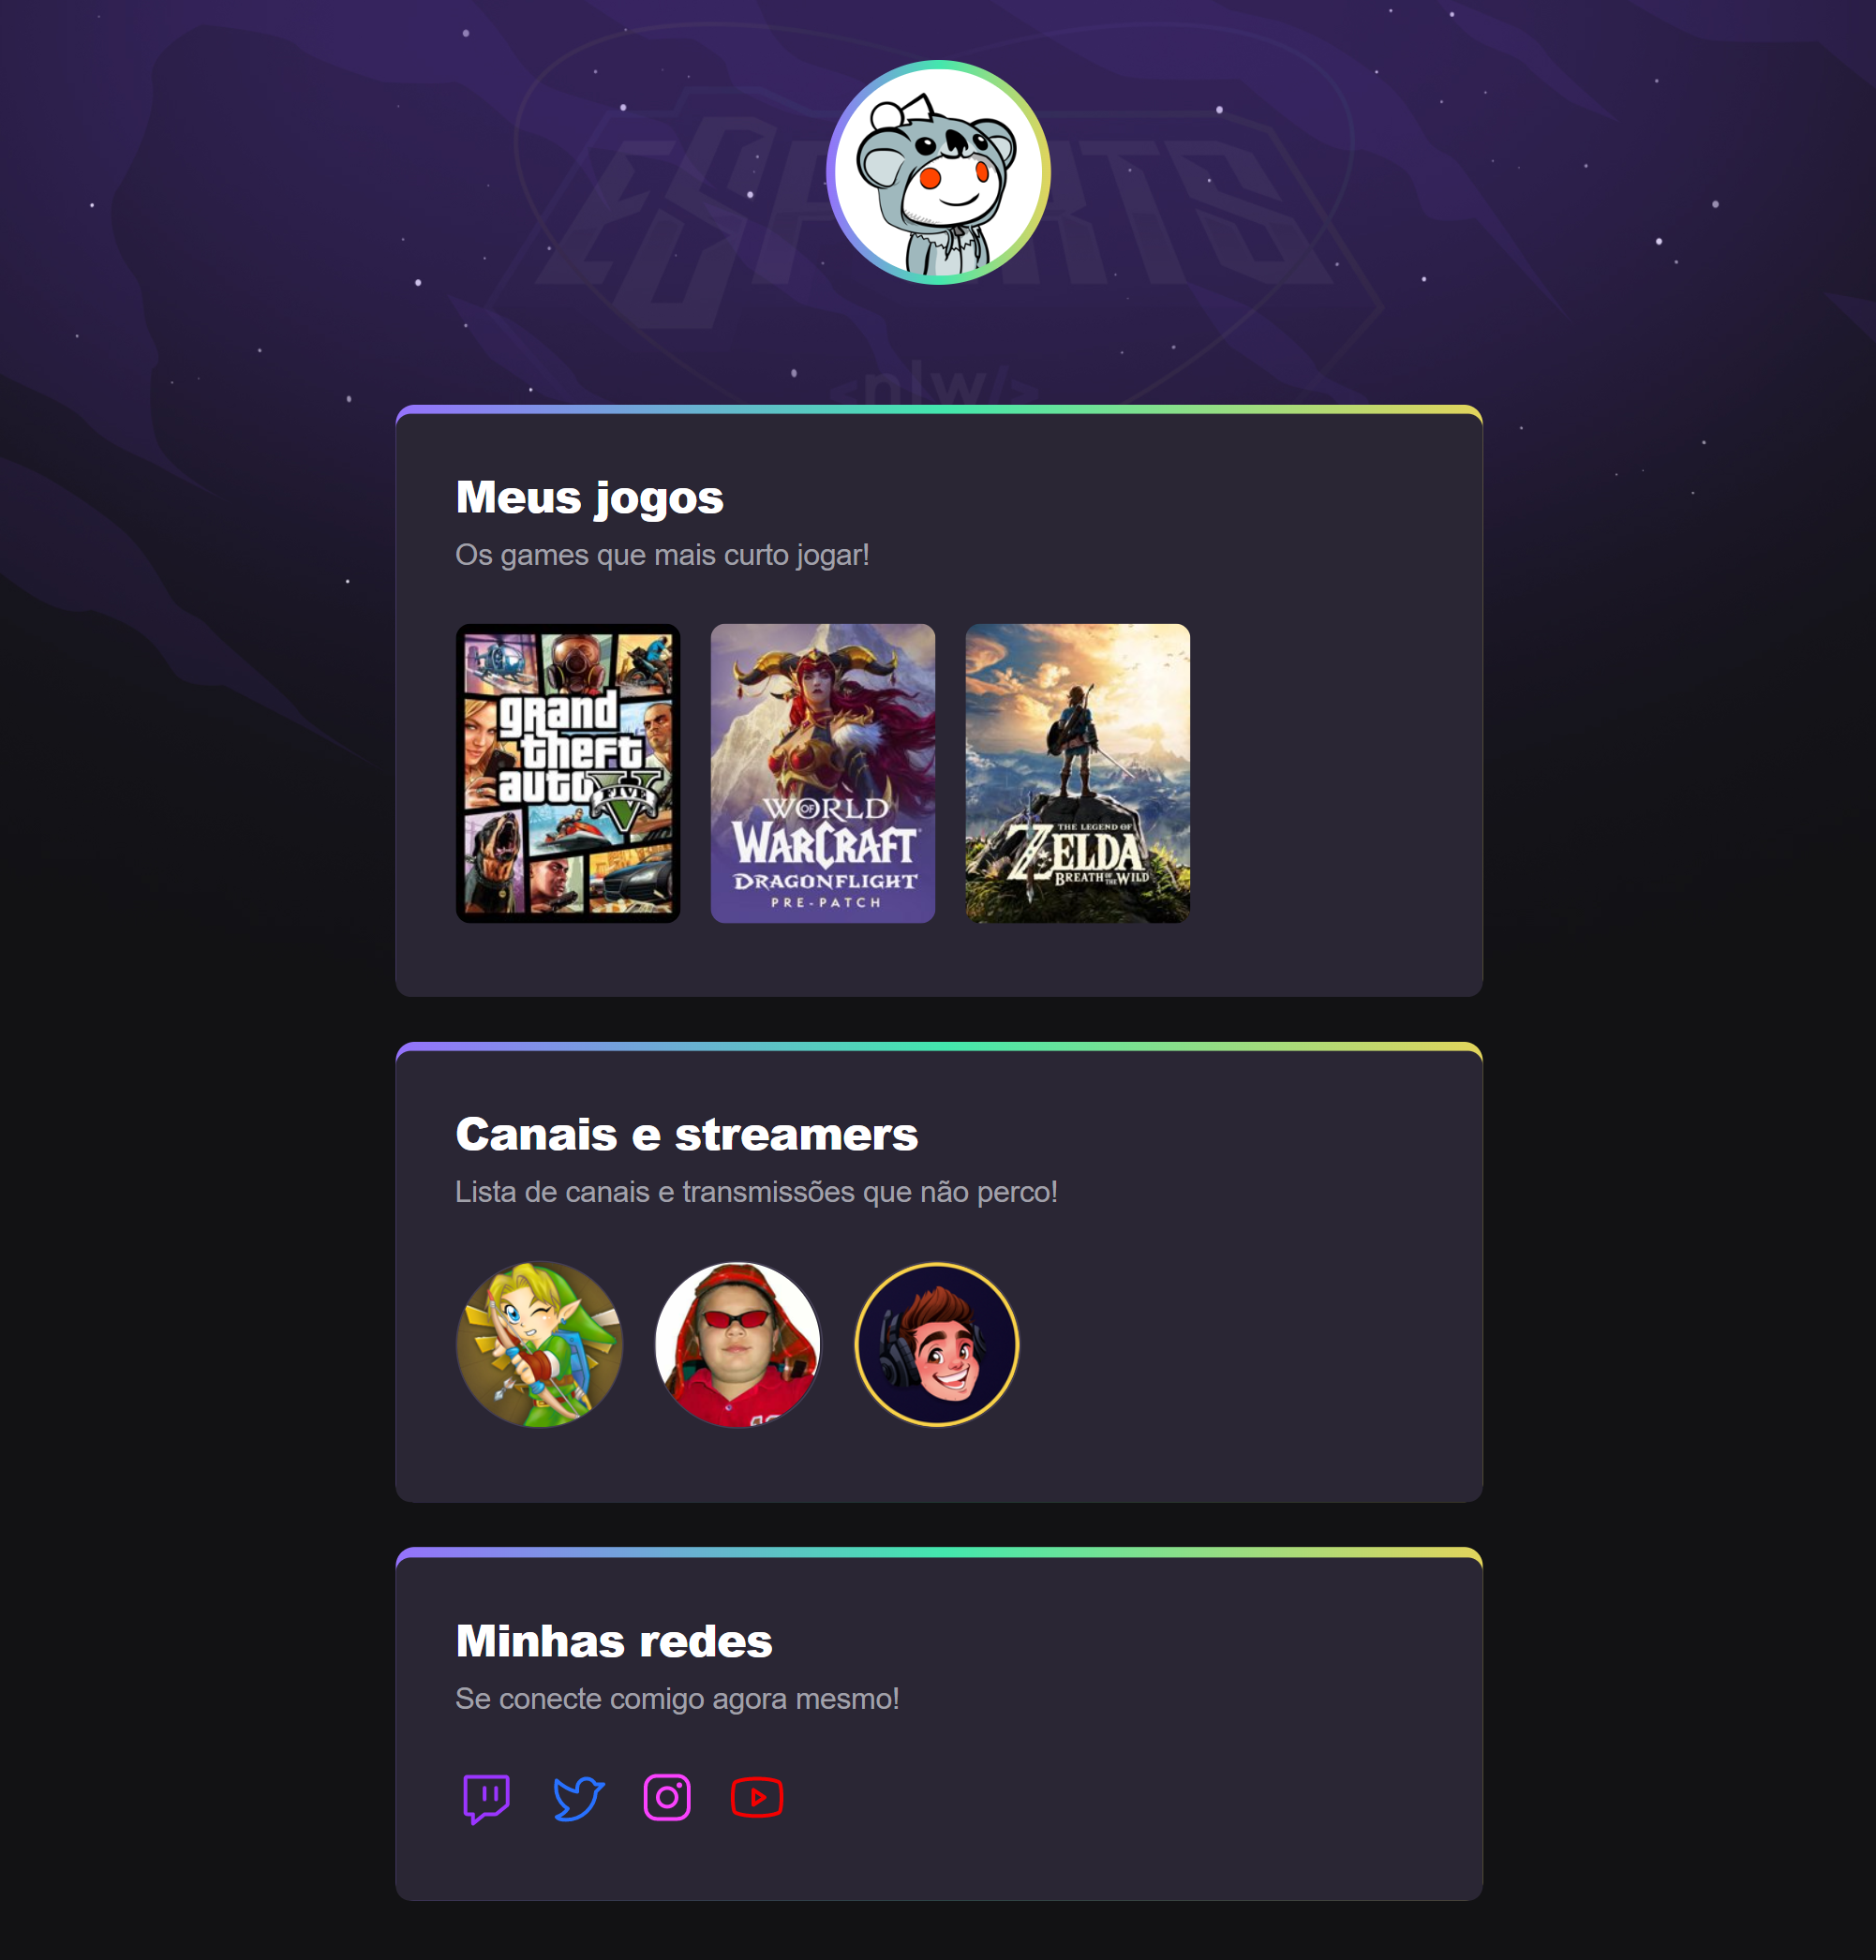 ESPORTS
<nlw/>
Meus jogos
Os games que mais curto jogar!
grand
theft
auto
FIVE
V
WORLD
OF
WARCRAFT
DRAGONFLIGHT
PRE-PATCH
THE LEGEND OF
ZELDA
BREATH OF THE WILD
Canais e streamers
Lista de canais e transmissões que não perco!
Minhas redes
Se conecte comigo agora mesmo!